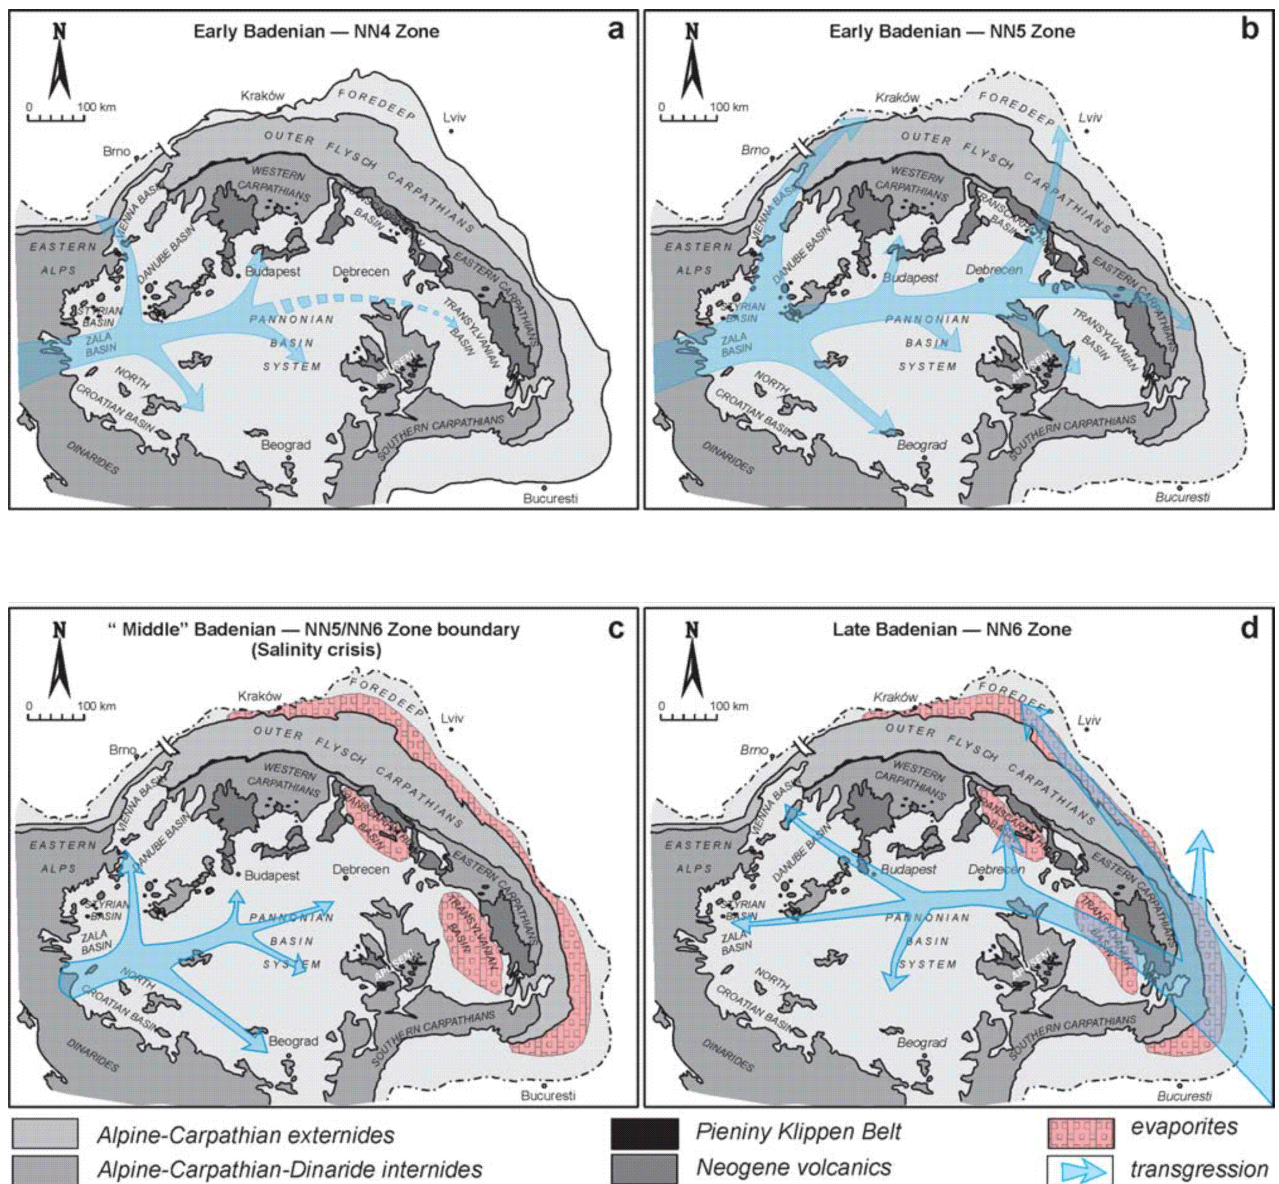 Early Badenian — NN4 Zone
a
N
0 100 km
Kraków
FOREDEEP
Lviv
Brno
OUTER FLYSCH CARPATHIANS
WESTERN
CARPATHIANS
VIENNA BASIN
BASIN
EASTERN
ALPS
DANUBE BASIN
Budapest
Debrecen
EASTERN CARPATHIANS
STYRIAN
BASIN
PANNONIAN
BASIN
SYSTEM
TRANSYLVANIAN
BASIN
ZALA
BASIN
NORTH
CROATIAN BASIN
APUSENI
DINARIDES
Beograd
SOUTHERN CARPATHIANS
Bucuresti
Early Badenian — NN5 Zone
b
N
0 100 km
Kraków
FOREDEEP
Lviv
Brno
OUTER FLYSCH CARPATHIANS
WESTERN
CARPATHIANS
VIENNA BASIN
BASIN
EASTERN
ALPS
DANUBE BASIN
Budapest
Debrecen
EASTERN CARPATHIANS
STYRIAN
BASIN
PANNONIAN
BASIN
SYSTEM
TRANSYLVANIAN
BASIN
ZALA
BASIN
NORTH
CROATIAN BASIN
APUSENI
DINARIDES
Beograd
SOUTHERN CARPATHIANS
Bucuresti
“ Middle” Badenian — NN5/NN6 Zone boundary
(Salinity crisis)
c
N
0 100 km
Kraków
FOREDEEP
Lviv
Brno
OUTER FLYSCH CARPATHIANS
WESTERN
CARPATHIANS
VIENNA BASIN
BASIN
EASTERN
ALPS
DANUBE BASIN
Budapest
Debrecen
EASTERN CARPATHIANS
STYRIAN
BASIN
PANNONIAN
BASIN
SYSTEM
TRANSYLVANIAN
BASIN
ZALA
BASIN
NORTH
CROATIAN BASIN
APUSENI
DINARIDES
Beograd
SOUTHERN CARPATHIANS
Bucuresti
Late Badenian — NN6 Zone
d
N
0 100 km
Kraków
FOREDEEP
Lviv
Brno
OUTER FLYSCH CARPATHIANS
WESTERN
CARPATHIANS
VIENNA BASIN
EASTERN
ALPS
DANUBE BASIN
Budapest
Debrecen
EASTERN CARPATHIANS
STYRIAN
BASIN
PANNONIAN
BASIN
SYSTEM
TRANSYLVANIAN
BASIN
ZALA
BASIN
NORTH
CROATIAN BASIN
APUSENI
DINARIDES
Beograd
SOUTHERN CARPATHIANS
Bucuresti
Alpine-Carpathian externides
Alpine-Carpathian-Dinaride internides
Pieniny Klippen Belt
Neogene volcanics
evaporites
transgression